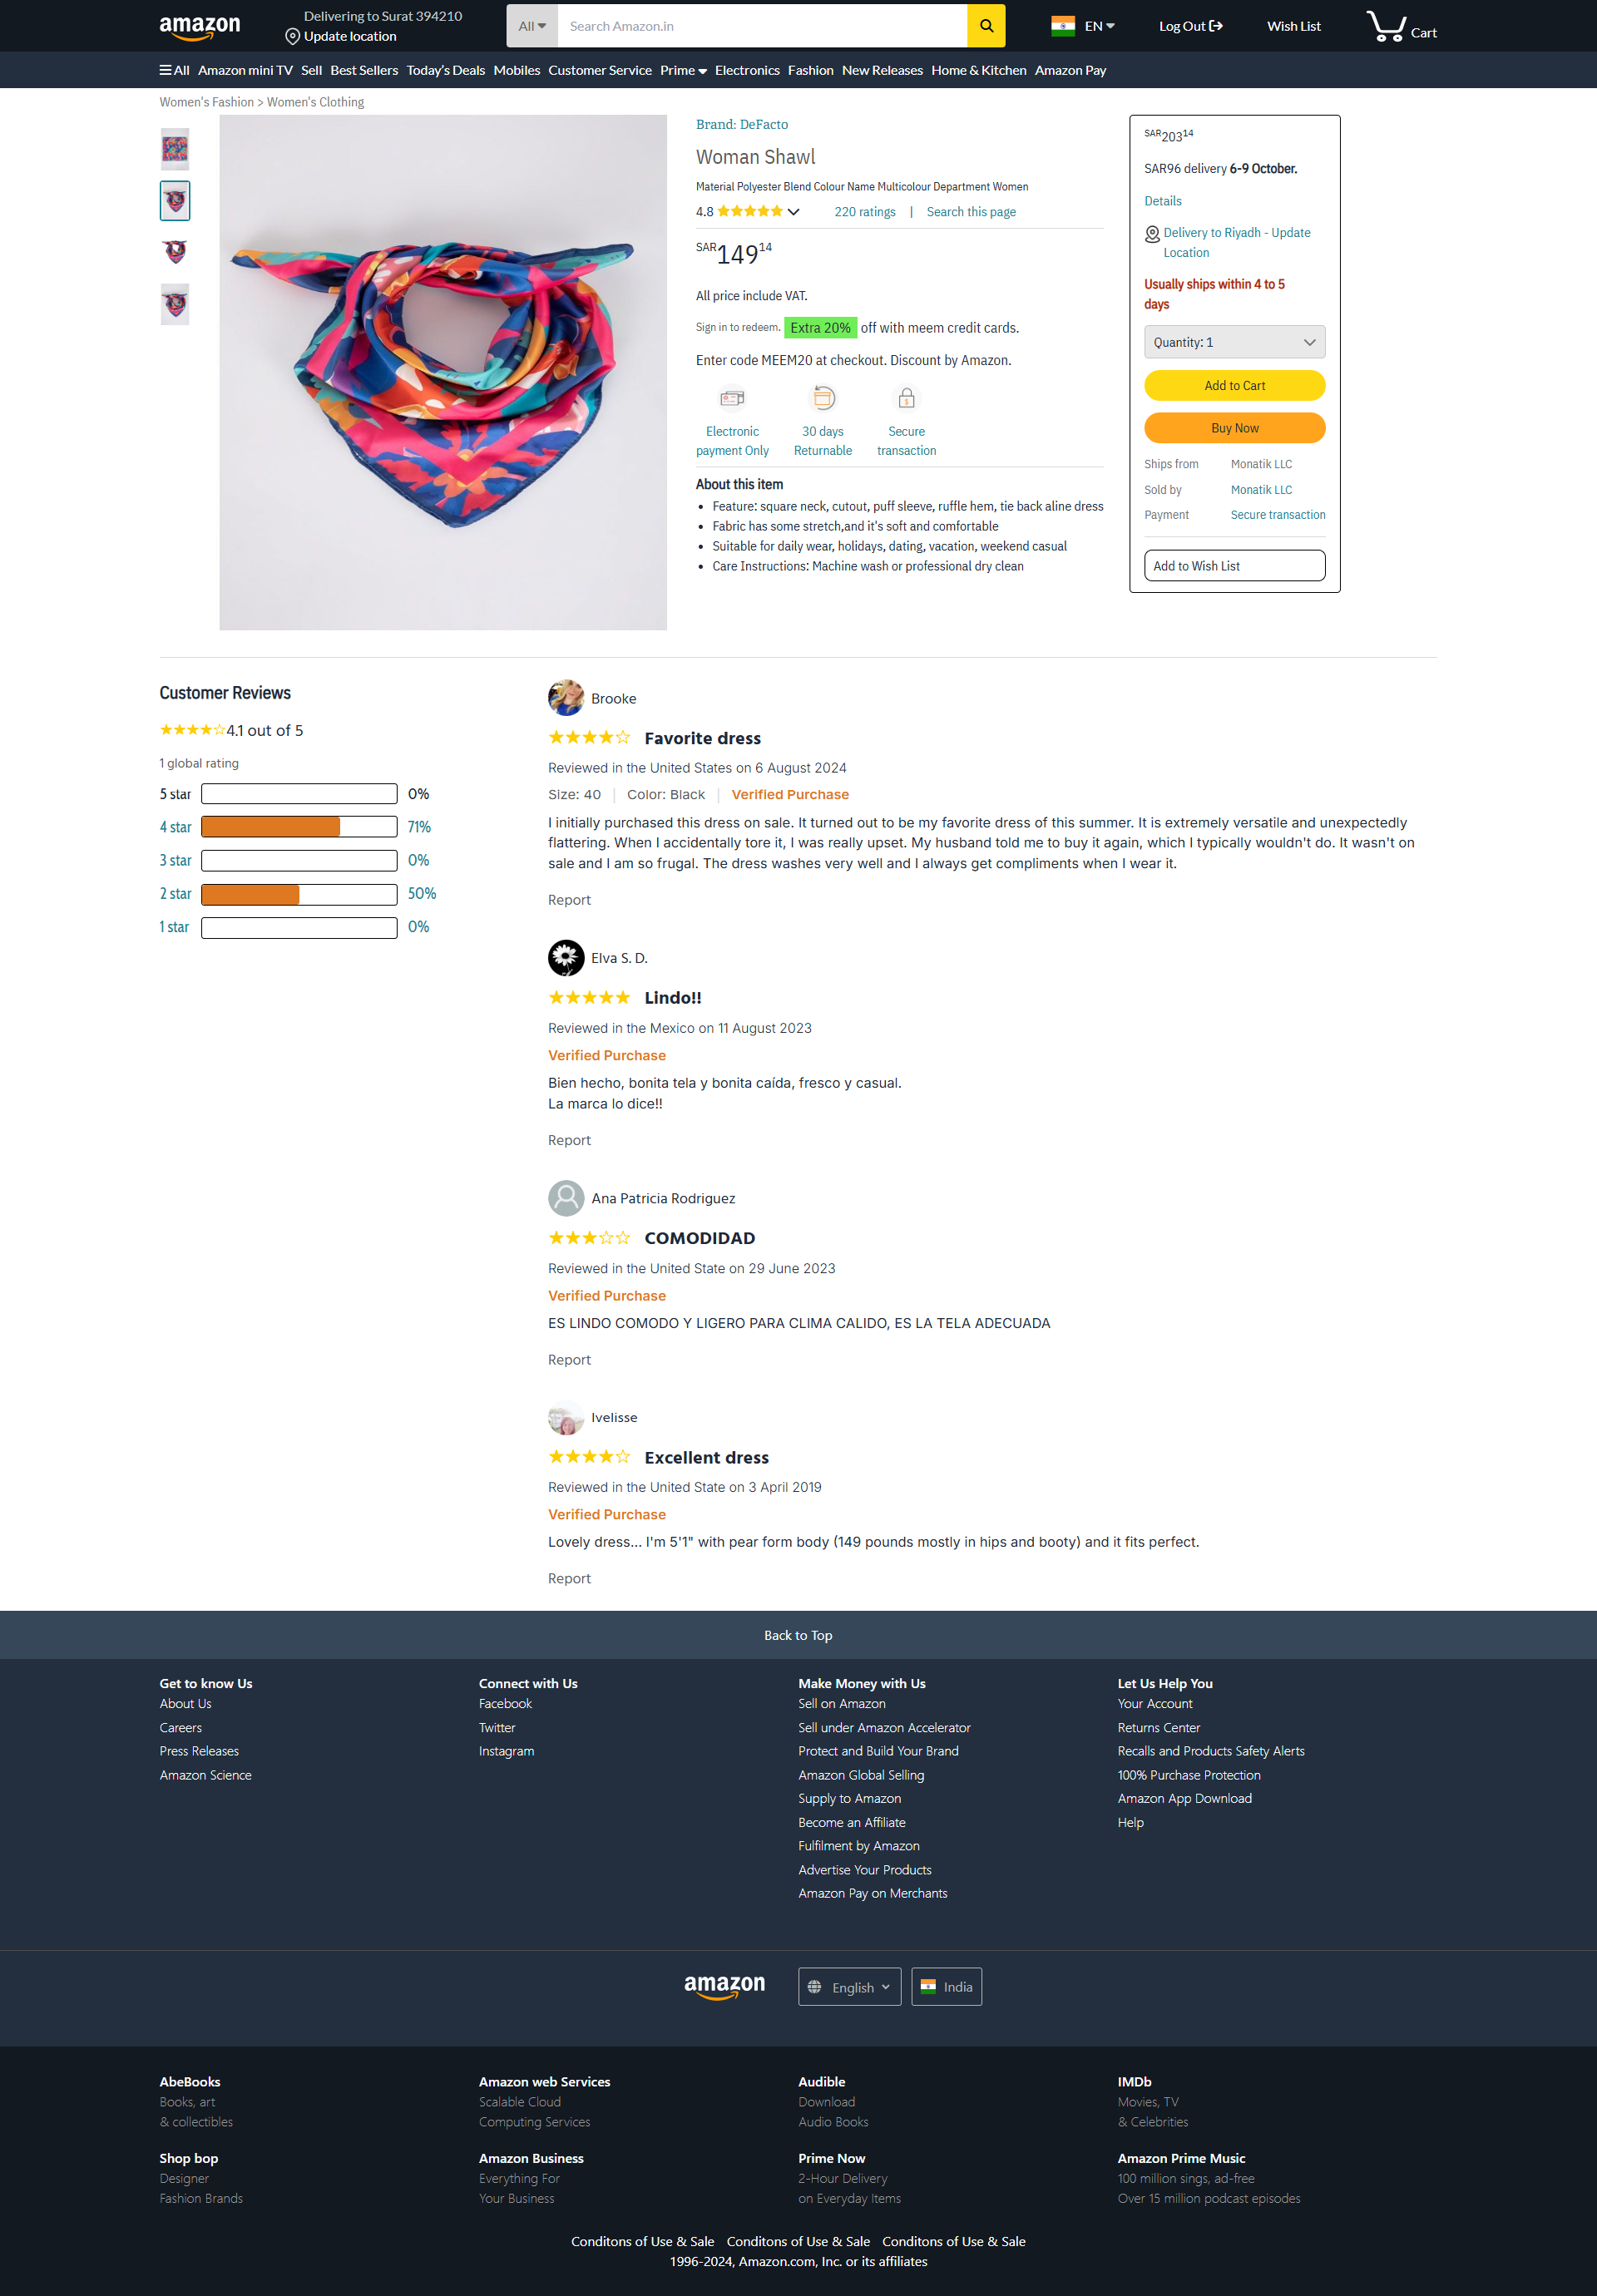 amazon
Delivering to Surat 394210
Update location
All
Search Amazon.in
EN
Log Out
Wish List
Cart
All Amazon mini TV Sell Best Sellers Today's Deals Mobiles Customer Service Prime Electronics Fashion New Releases Home & Kitchen Amazon Pay
Women's Fashion > Women's Clothing
Brand: DeFacto
Woman Shawl
Material Polyester Blend Colour Name Multicolour Department Women
4.8 220 ratings | Search this page
SAR 149 14
All price include VAT.
Sign in to redeem. Extra 20% off with meem credit cards.
Enter code MEEM20 at checkout. Discount by Amazon.
Electronic payment Only
30 days Returnable
Secure transaction
About this item
• Feature: square neck, cutout, puff sleeve, ruffle hem, tie back aline dress
• Fabric has some stretch,and it's soft and comfortable
• Suitable for daily wear, holidays, dating, vacation, weekend casual
• Care Instructions: Machine wash or professional dry clean
SAR 203 14
SAR96 delivery 6-9 October.
Details
Delivery to Riyadh - Update
Location
Usually ships within 4 to 5
days
Quantity: 1
Add to Cart
Buy Now
Ships from Monatik LLC
Sold by Monatik LLC
Payment Secure transaction
Add to Wish List
Customer Reviews
4.1 out of 5
1 global rating
5 star 0%
4 star 71%
3 star 0%
2 star 50%
1 star 0%
Brooke
Favorite dress
Reviewed in the United States on 6 August 2024
Size: 40 | Color: Black | Verified Purchase
I initially purchased this dress on sale. It turned out to be my favorite dress of this summer. It is extremely versatile and unexpectedly
flattering. When I accidentally tore it, I was really upset. My husband told me to buy it again, which I typically wouldn't do. It wasn't on
sale and I am so frugal. The dress washes very well and I always get compliments when I wear it.
Report
Elva S. D.
Lindo!!
Reviewed in the Mexico on 11 August 2023
Verified Purchase
Bien hecho, bonita tela y bonita caída, fresco y casual.
La marca lo dice!!
Report
Ana Patricia Rodriguez
COMODIDAD
Reviewed in the United State on 29 June 2023
Verified Purchase
ES LINDO COMODO Y LIGERO PARA CLIMA CALIDO, ES LA TELA ADECUADA
Report
Ivelisse
Excellent dress
Reviewed in the United State on 3 April 2019
Verified Purchase
Lovely dress... I'm 5'1" with pear form body (149 pounds mostly in hips and booty) and it fits perfect.
Report
Back to Top
Get to know Us
About Us
Careers
Press Releases
Amazon Science
Connect with Us
Facebook
Twitter
Instagram
Make Money with Us
Sell on Amazon
Sell under Amazon Accelerator
Protect and Build Your Brand
Amazon Global Selling
Supply to Amazon
Become an Affiliate
Fulfilment by Amazon
Advertise Your Products
Amazon Pay on Merchants
Let Us Help You
Your Account
Returns Center
Recalls and Products Safety Alerts
100% Purchase Protection
Amazon App Download
Help
amazon
English
India
AbeBooks
Books, art
& collectibles
Amazon web Services
Scalable Cloud
Computing Services
Audible
Download
Audio Books
IMDb
Movies, TV
& Celebrities
Shop bop
Designer
Fashion Brands
Amazon Business
Everything For
Your Business
Prime Now
2-Hour Delivery
on Everyday Items
Amazon Prime Music
100 million sings, ad-free
Over 15 million podcast episodes
Conditons of Use & Sale Conditons of Use & Sale Conditons of Use & Sale
1996-2024, Amazon.com, Inc. or its affiliates